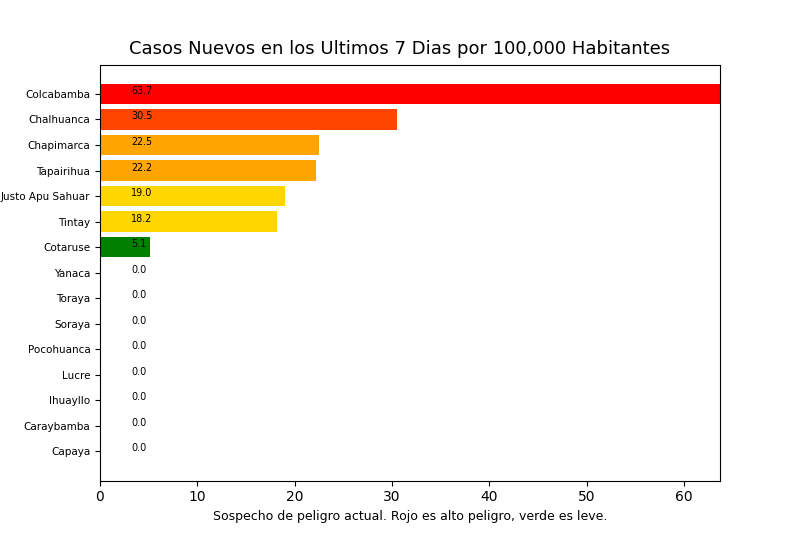 Casos Nuevos en los Ultimos 7 Dias por 100,000 Habitantes
Colcabamba 63.7
Chalhuanca 30.5
Chapimarca 22.5
Tapairihua 22.2
Justo Apu Sahuar 19.0
Tintay 18.2
Cotaruse 5.1
Yanaca 0.0
Toraya 0.0
Soraya 0.0
Pocohuanca 0.0
Lucre 0.0
Ihuayllo 0.0
Caraybamba 0.0
Capaya 0.0
0 10 20 30 40 50 60
Sospecho de peligro actual. Rojo es alto peligro, verde es leve.